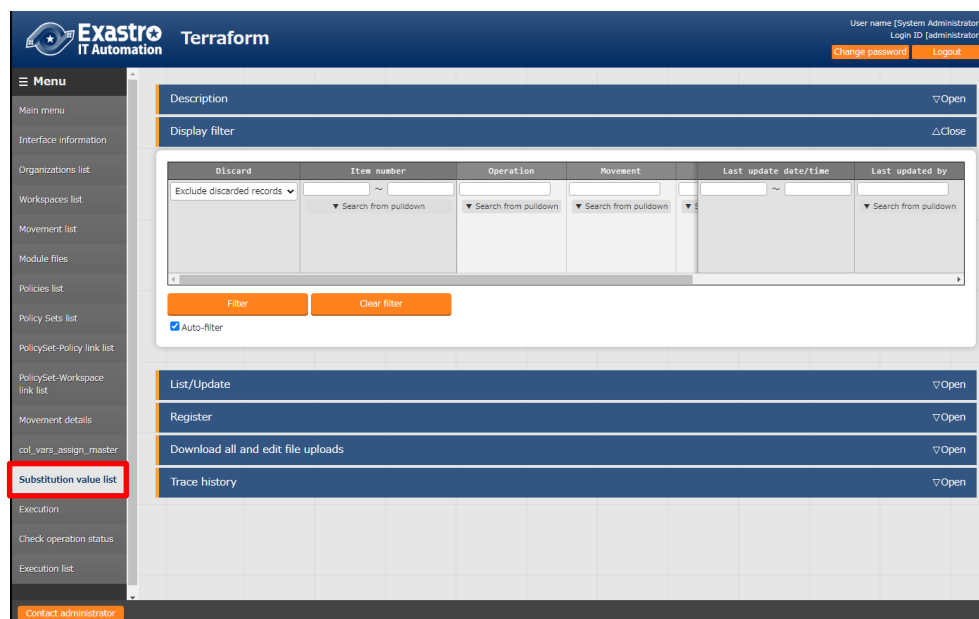 Exastro
IT Automation
Terraform
User name [System Administrator
Login ID [administrator
Change password
Logout
☰ Menu
Main menu
Interface information
Organizations list
Workspaces list
Movement list
Module files
Policies list
Policy Sets list
PolicySet-Policy link list
PolicySet-Workspace
link list
Movement details
col_vars_assign_master
Substitution value list
Execution
Check operation status
Execution list
Contact administrator
Description ▽Open
Display filter △Close
Discard Item number Operation Movement Last update date/time Last updated by
Exclude discarded records ~ ~
▼ Search from pulldown ▼ Search from pulldown ▼ Search from pulldown ▼ S ▼ Search from pulldown
Filter Clear filter
Auto-filter
List/Update ▽Open
Register ▽Open
Download all and edit file uploads ▽Open
Trace history ▽Open